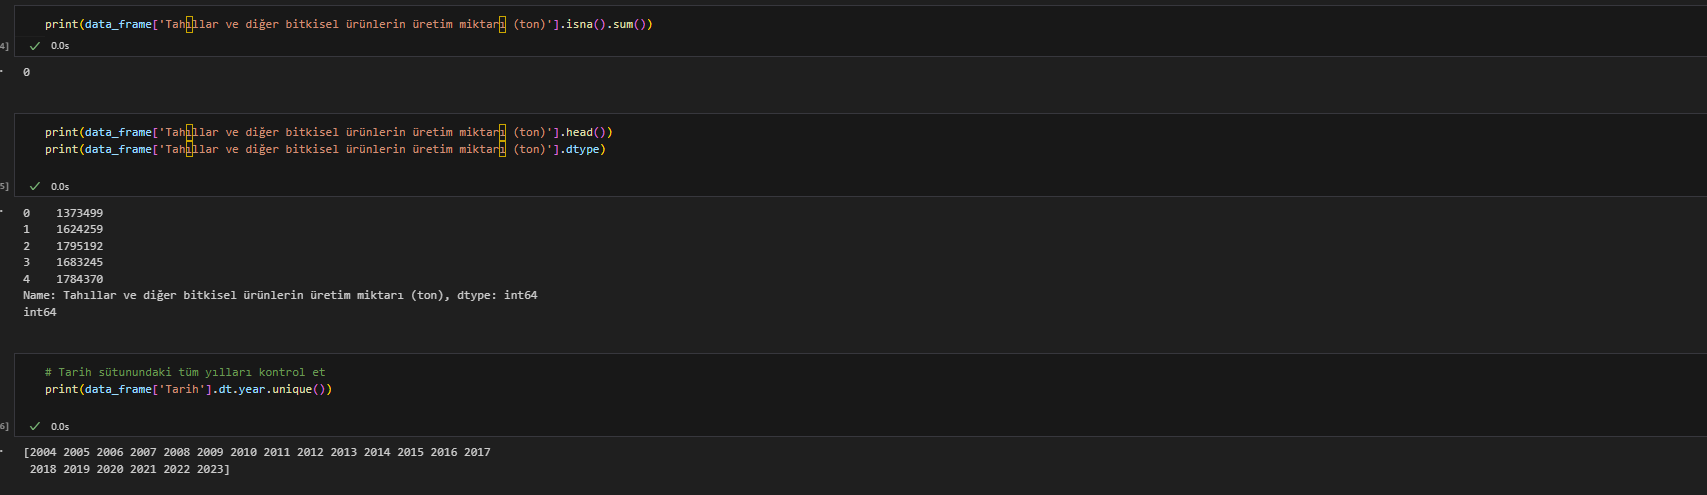 print(data_frame['Tahıllar ve diğer bitkisel ürünlerin üretim miktarı (ton)'].isna().sum())
4]
0.0s
0
print(data_frame['Tahıllar ve diğer bitkisel ürünlerin üretim miktarı (ton)'].head())
print(data_frame['Tahıllar ve diğer bitkisel ürünlerin üretim miktarı (ton)'].dtype)
5]
0.0s
0    1373499
1    1624259
2    1795192
3    1683245
4    1784370
Name: Tahıllar ve diğer bitkisel ürünlerin üretim miktarı (ton), dtype: int64
int64
# Tarih sütunundaki tüm yılları kontrol et
print(data_frame['Tarih'].dt.year.unique())
6]
0.0s
[2004 2005 2006 2007 2008 2009 2010 2011 2012 2013 2014 2015 2016 2017
 2018 2019 2020 2021 2022 2023]